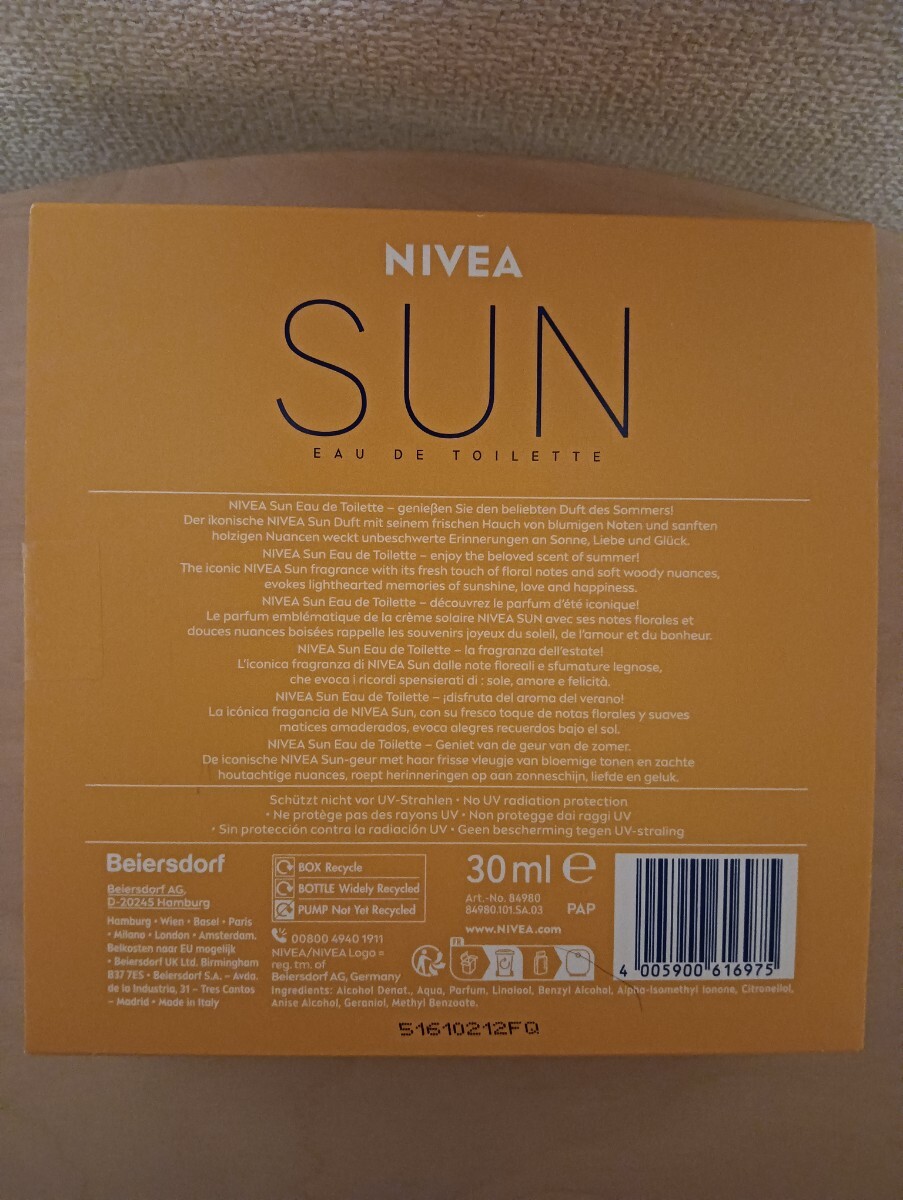 NIVEA
SUN
EAU DE TOILETTE
NIVEA Sun Eau de Toilette – genießen Sie den beliebten Duft des Sommers!
Der ikonische NIVEA Sun Duft mit seinem frischen Hauch von blumigen Noten und sanften
holzigen Nuancen weckt unbeschwerte Erinnerungen an Sonne, Liebe und Glück.
NIVEA Sun Eau de Toilette – enjoy the beloved scent of summer!
The iconic NIVEA Sun fragrance with its fresh touch of floral notes and soft woody nuances,
evokes lighthearted memories of sunshine, love and happiness.
NIVEA Sun Eau de Toilette – découvrez le parfum d'été iconique!
Le parfum emblématique de la crème solaire NIVEA SUN avec ses notes florales et
douces nuances boisées rappelle les souvenirs joyeux du soleil, de l'amour et du bonheur.
NIVEA Sun Eau de Toilette – la fragranza dell'estate!
L'iconica fragranza di NIVEA Sun dalle note floreali e sfumature legnose,
che evoca i ricordi spensierati di : sole, amore e felicità.
NIVEA Sun Eau de Toilette – ¡disfruta del aroma del verano!
La icónica fragancia de NIVEA Sun, con su fresco toque de notas florales y suaves
matices amaderados, evoca alegres recuerdos bajo el sol.
NIVEA Sun Eau de Toilette – Geniet van de geur van de zomer.
De iconische NIVEA Sun-geur met haar frisse vleugje van bloemige tonen en zachte
houtachtige nuances, roept herinneringen op aan zonneschijn, liefde en geluk.
Schützt nicht vor UV-Strahlen • No UV radiation protection
• Ne protège pas des rayons UV • Non protegge dai raggi UV
• Sin protección contra la radiación UV • Geen bescherming tegen UV-straling
Beiersdorf
Beiersdorf AG,
D-20245 Hamburg
Hamburg • Wien • Basel • Paris
• Milano • London • Amsterdam.
Belkosten naar EU mogelijk
• Beiersdorf UK Ltd. Birmingham
B37 7ES • Beiersdorf S.A. – Avda.
de la Industria, 31 – Tres Cantos
– Madrid • Made in Italy
BOX Recycle
BOTTLE Widely Recycled
PUMP Not Yet Recycled
00800 4940 1911
NIVEA/NIVEA Logo =
reg. tm. of
Beiersdorf AG, Germany
30 ml e
Art.-No. 84980
84980.101.SA.03
PAP
www.NIVEA.com
FR
4 005900 616975
Ingredients: Alcohol Denat., Aqua, Parfum, Linalool, Benzyl Alcohol, Alpha-Isomethyl Ionone, Citronellol,
Anise Alcohol, Geraniol, Methyl Benzoate.
51610212FQ